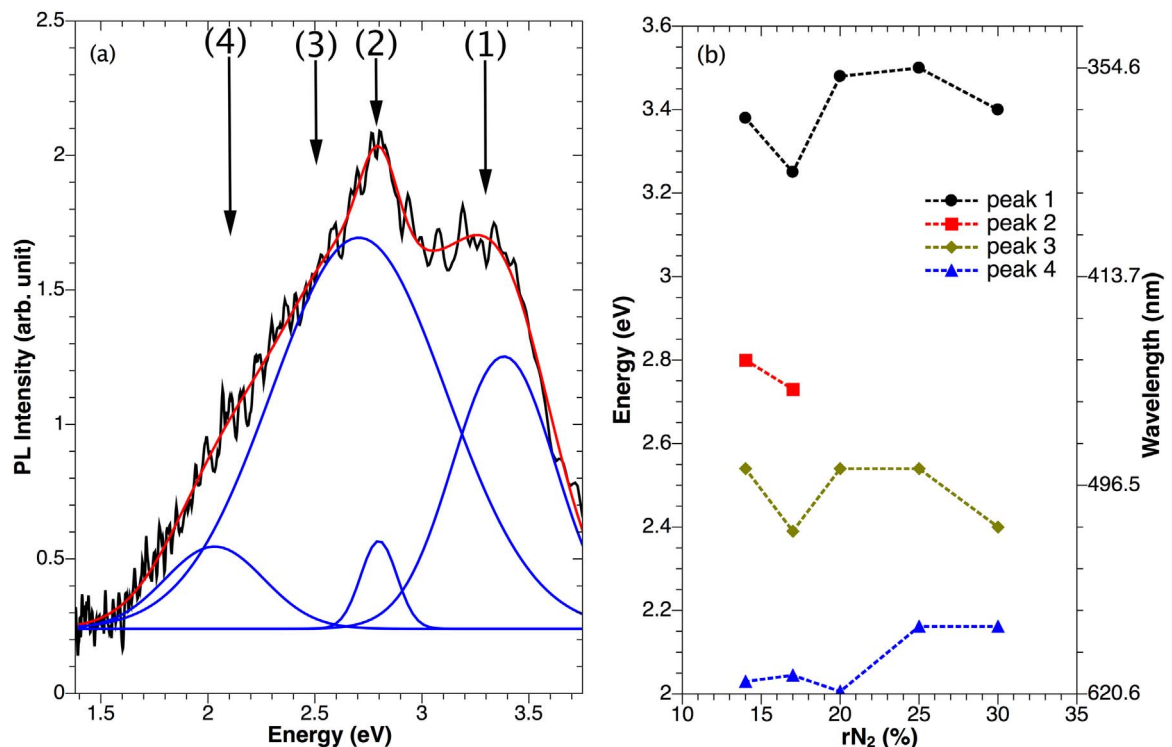 (a)
(4)
(3)
(2)
(1)
2.5
2
1.5
1
0.5
0
PL Intensity (arb. unit)
1.5 2 2.5 3 3.5
Energy (eV)
(b)
3.6
3.4
3.2
3
2.8
2.6
2.4
2.2
2
Energy (eV)
peak 1
peak 2
peak 3
peak 4
354.6
413.7
496.5
620.6
Wavelength (nm)
10 15 20 25 30 35
rN₂ (%)